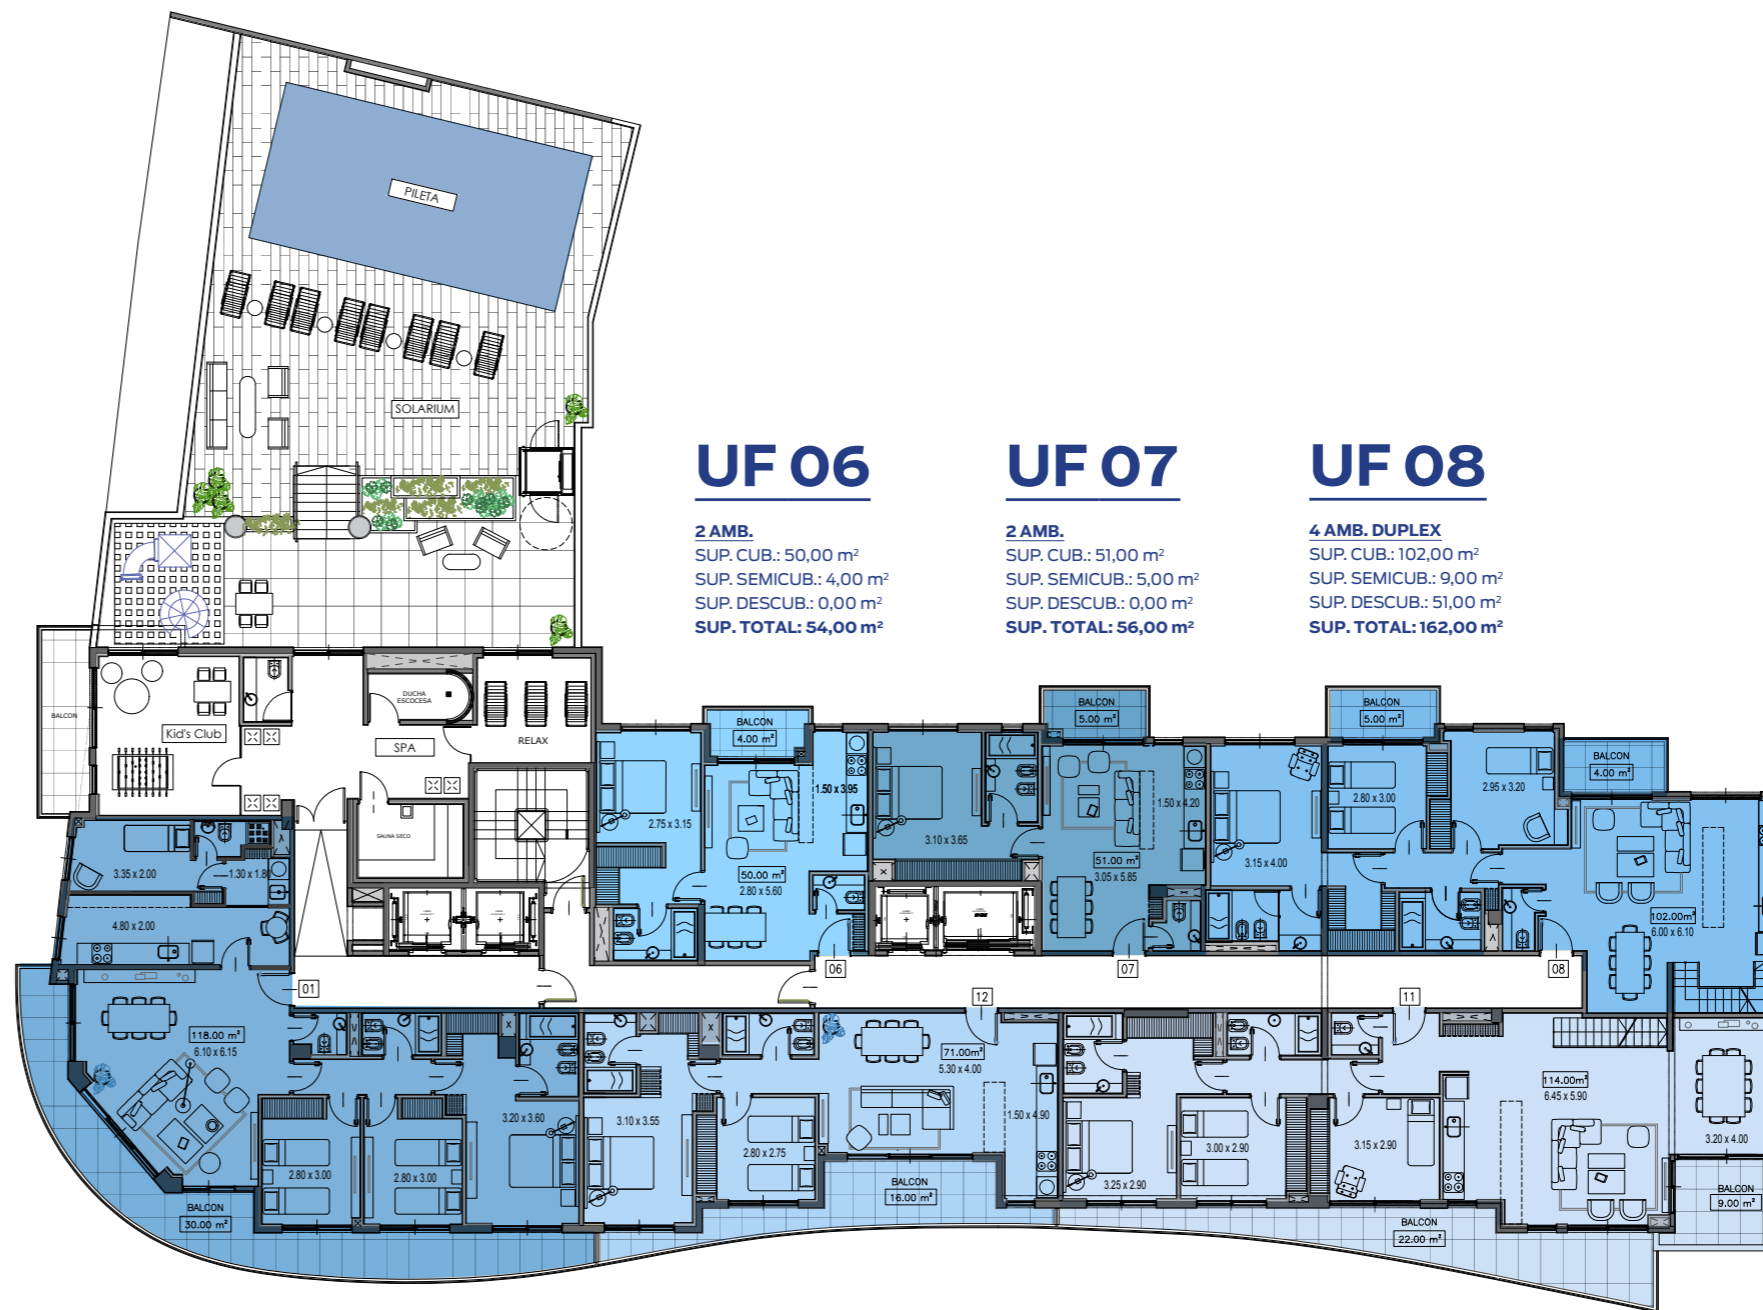 PILETA
SOLARIUM
UF 06
2 AMB.
SUP. CUB.: 50,00 m²
SUP. SEMICUB.: 4,00 m²
SUP. DESCUB.: 0,00 m²
SUP. TOTAL: 54,00 m²
UF 07
2 AMB.
SUP. CUB.: 51,00 m²
SUP. SEMICUB.: 5,00 m²
SUP. DESCUB.: 0,00 m²
SUP. TOTAL: 56,00 m²
UF 08
4 AMB. DUPLEX
SUP. CUB.: 102,00 m²
SUP. SEMICUB.: 9,00 m²
SUP. DESCUB.: 51,00 m²
SUP. TOTAL: 162,00 m²
BALCON
Kid's Club
DUCHA
ESCOCESA
SPA
RELAX
SAUNA SECO
BALCON
4.00 m²
BALCON
5.00 m²
BALCON
5.00 m²
BALCON
4.00 m²
2.75 x 3.15
1.50 x 3.95
50.00 m²
2.80 x 5.60
3.10 x 3.65
1.50 x 4.20
51.00 m²
3.05 x 5.85
3.15 x 4.00
2.80 x 3.00
2.95 x 3.20
102.00m²
6.00 x 6.10
3.35 x 2.00
1.30 x 1.80
4.80 x 2.00
01
06
07
08
12
11
118.00 m²
6.10 x 6.15
2.80 x 3.00
2.80 x 3.00
3.20 x 3.60
BALCON
30.00 m²
3.10 x 3.55
2.80 x 2.75
71.00m²
5.30 x 4.00
1.50 x 4.90
BALCON
16.00 m²
3.25 x 2.90
3.00 x 2.90
3.15 x 2.90
114.00m²
6.45 x 5.90
3.20 x 4.00
BALCON
22.00 m²
BALCON
9.00 m²